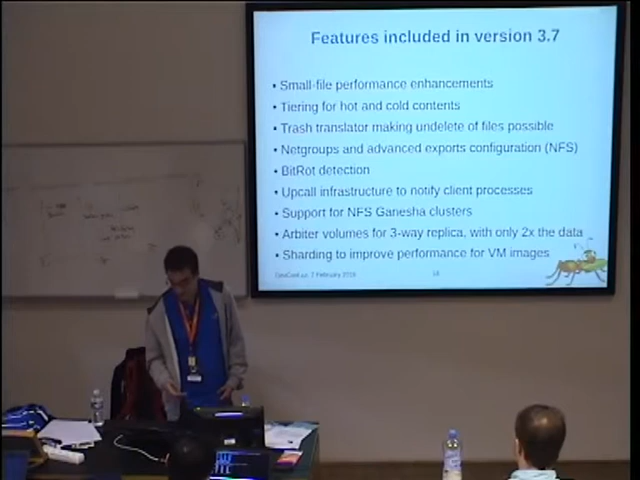 Features included in version 3.7
• Small-file performance enhancements
• Tiering for hot and cold contents
• Trash translator making undelete of files possible
• Netgroups and advanced exports configuration (NFS)
• BitRot detection
• Upcall infrastructure to notify client processes
• Support for NFS Ganesha clusters
• Arbiter volumes for 3-way replica, with only 2x the data
• Sharding to improve performance for VM images
7 February 2015